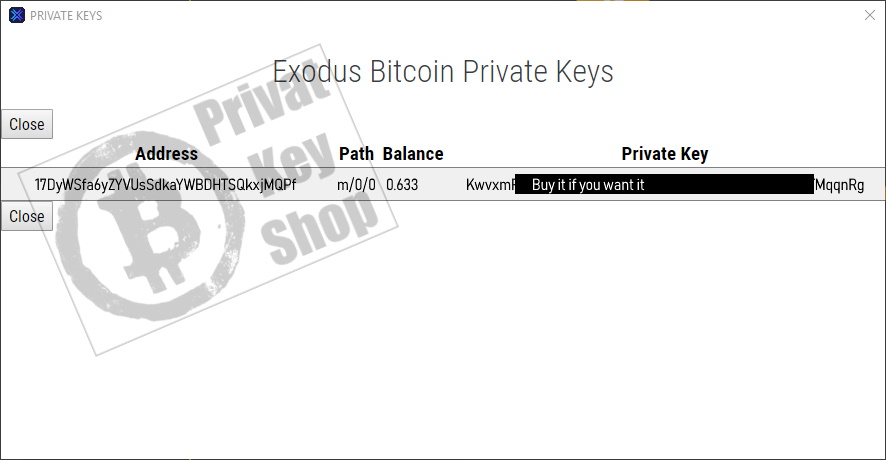 PRIVATE KEYS
Exodus Bitcoin Private Keys
Close
Address Path Balance Private Key
17DyWSfa6yZYVUsSdkaYWBDHTSQkxjMQPf m/0/0 0.633 Kwvxm Buy it if you want it MqqnRg
Close
Privat
Key
Shop